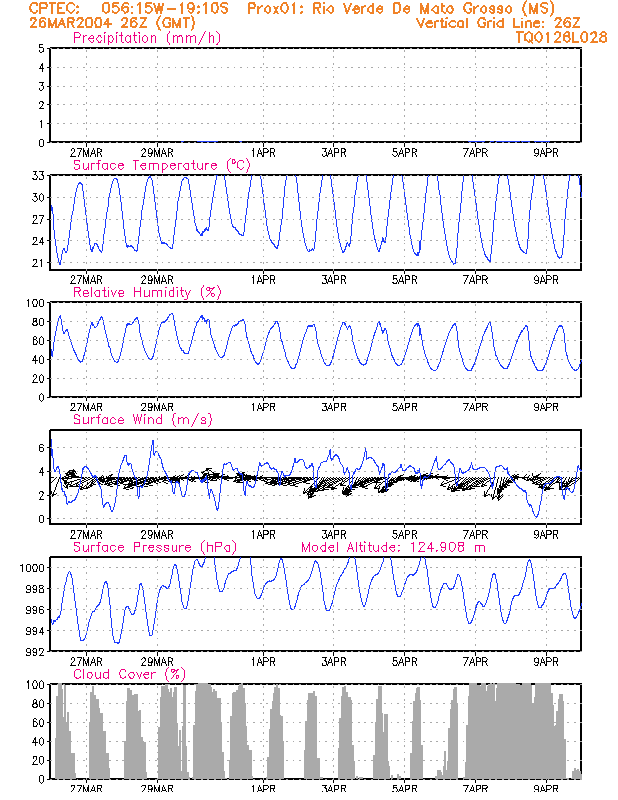 CPTEC: 056:15W-19:10S Prox01: Rio Verde De Mato Grosso (MS)
26MAR2004 26Z (GMT) Vertical Grid Line: 26Z
Precipitation (mm/h) TQ0126L028
5
4
3
2
1
0
27MAR 29MAR 1APR 3APR 5APR 7APR 9APR
Surface Temperature (°C)
33
30
27
24
21
27MAR 29MAR 1APR 3APR 5APR 7APR 9APR
Relative Humidity (%)
100
80
60
40
20
0
27MAR 29MAR 1APR 3APR 5APR 7APR 9APR
Surface Wind (m/s)
6
4
2
0
27MAR 29MAR 1APR 3APR 5APR 7APR 9APR
Surface Pressure (hPa) Model Altitude: 124.908 m
1000
998
996
994
992
27MAR 29MAR 1APR 3APR 5APR 7APR 9APR
Cloud Cover (%)
100
80
60
40
20
0
27MAR 29MAR 1APR 3APR 5APR 7APR 9APR